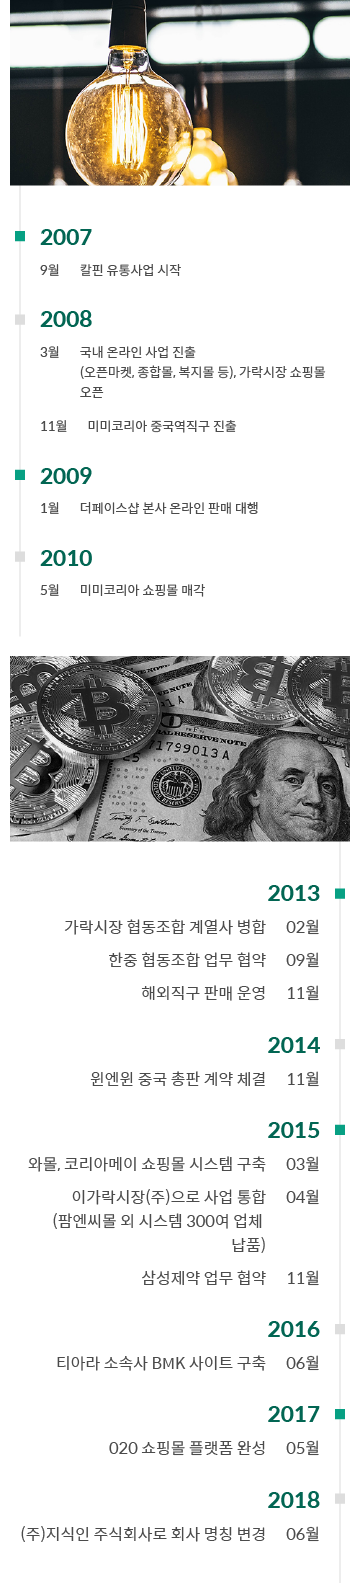 2007
9월 칼핀 유통사업 시작
2008
3월 국내 온라인 사업 진출
(오픈마켓, 종합몰, 복지몰 등), 가락시장 쇼핑몰
오픈
11월 미미코리아 중국역직구 진출
2009
1월 더페이스샵 본사 온라인 판매 대행
2010
5월 미미코리아 쇼핑몰 매각
71799013A
2013
가락시장 협동조합 계열사 병합 02월
한중 협동조합 업무 협약 09월
해외직구 판매 운영 11월
2014
윈엔윈 중국 총판 계약 체결 11월
2015
와몰, 코리아메이 쇼핑몰 시스템 구축 03월
이가락시장(주)으로 사업 통합 04월
(팜엔씨몰 외 시스템 300여 업체
납품)
삼성제약 업무 협약 11월
2016
티아라 소속사 BMK 사이트 구축 06월
2017
020 쇼핑몰 플랫폼 완성 05월
2018
(주)지식인 주식회사로 회사 명칭 변경 06월